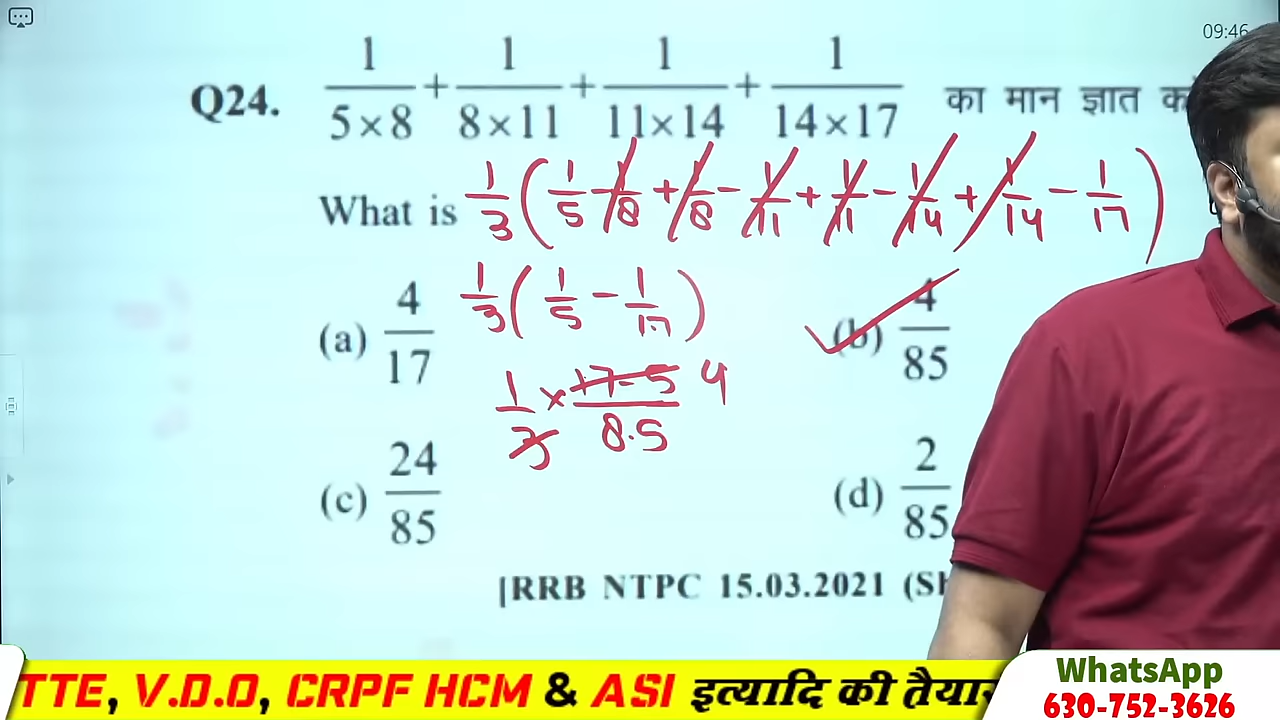 09:46
Q24. 1/(5×8) + 1/(8×11) + 1/(11×14) + 1/(14×17) का मान ज्ञात
What is 1/3 ( 1/5 - 1/8 + 1/8 - 1/11 + 1/11 - 1/14 + 1/14 - 1/17 )
1/3 ( 1/5 - 1/17 )
(a) 4/17
(b) 4/85
1/3 × 17-5/8.5 4
(c) 24/85
(d) 2/85
[RRB NTPC 15.03.2021
TTE, V.D.O, CRPF HCM & ASI इत्यादि की
WhatsApp
630-752-3626